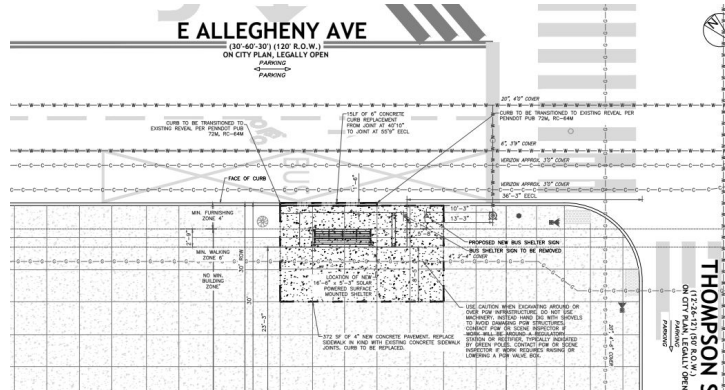 E ALLEGHENY AVE
(30'-60'-30') (120' R.O.W.)
ON CITY PLAN, LEGALLY OPEN
PARKING
PARKING
20", 4'0" COVER
CURB TO BE TRANSITIONED TO
EXISTING REVEAL PER PENNDOT PUB
72M, RC-64M
15LF OF 6" CONCRETE
CURB REPLACEMENT
FROM JOINT AT 40'10"
TO JOINT AT 55'9" EECL
CURB TO BE TRANSITIONED TO EXISTING REVEAL PER
PENNDOT PUB 72M, RC-64M
6", 3'9" COVER
VERIZON APPROX. 3'0" COVER
VERIZON APPROX. 3'0" COVER
36'-3" EECL
FACE OF CURB
BUS
MIN. FURNISHING
ZONE 4'
10'-3"
13'-3"
MIN. WALKING
ZONE 6'
NO MIN.
BUILDING
ZONE
30' ROW
30'
23'-3"
PROPOSED NEW BUS SHELTER SIGN
BUS SHELTER SIGN TO BE REMOVED
4", 2'-4" COVER
LOCATION OF NEW
16'-6" x 5'-3" SOLAR
POWERED SURFACE
MOUNTED SHELTER
372 SF OF 4" NEW CONCRETE PAVEMENT. REPLACE
SIDEWALK IN KIND WITH EXISTING CONCRETE SIDEWALK
JOINTS. CURB TO BE REPLACED.
USE CAUTION WHEN EXCAVATING AROUND OR
OVER PGW INFRASTRUCTURE. DO NOT USE
MACHINERY. INSTEAD HAND DIG WITH SHOVELS
TO AVOID DAMAGING PGW STRUCTURES.
CONTACT PGW OR SCENE INSPECTOR IF
WORK WILL BE AROUND A REGULATORY
STATION OR RECTIFIER, TYPICALLY INDICATED
BY GREEN POLES. CONTACT PGW OR SCENE
INSPECTOR IF WORK REQUIRES RAISING OR
LOWERING A PGW VALVE BOX.
THOMPSON S
(12'-26'-12') (50' R.O.W.)
ON CITY PLAN, LEGALLY OPEN
PARKING
PARKING